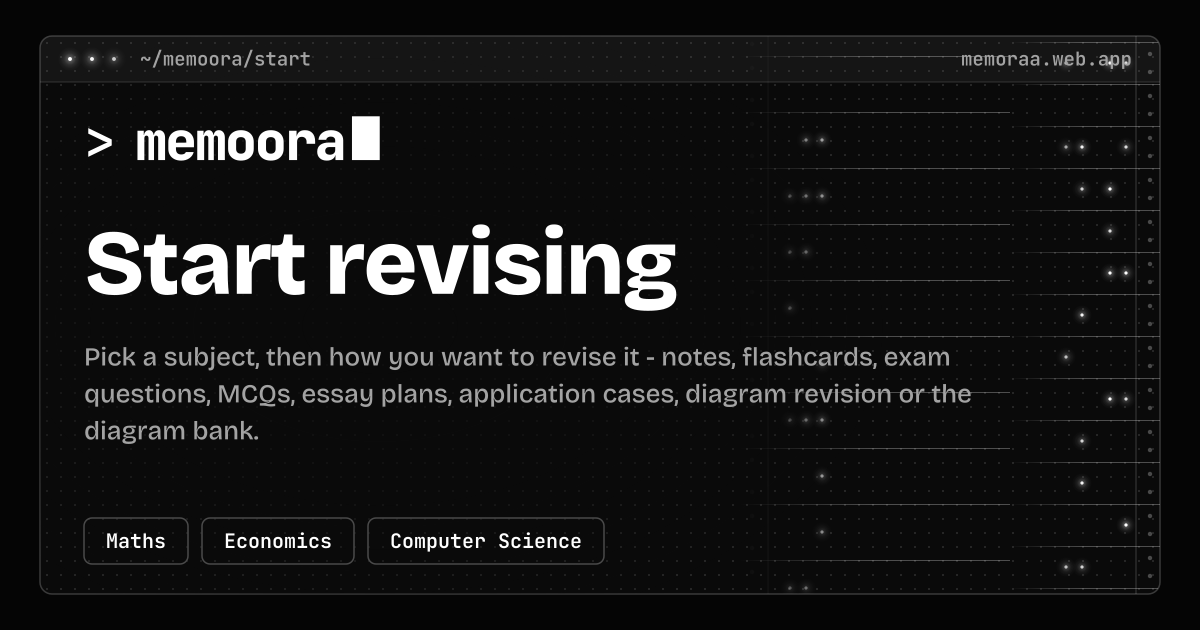 ~/memoora/start
memoraa.web.app
> memoora
Start revising
Pick a subject, then how you want to revise it - notes, flashcards, exam
questions, MCQs, essay plans, application cases, diagram revision or the
diagram bank.
Maths
Economics
Computer Science